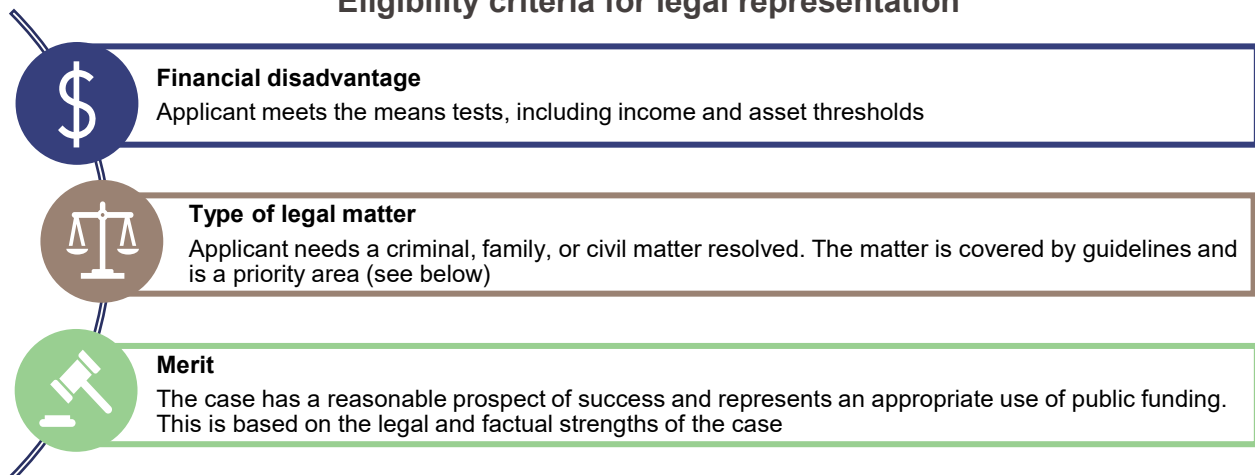 Eligibility criteria for legal representation
$
Financial disadvantage
Applicant meets the means tests, including income and asset thresholds
Type of legal matter
Applicant needs a criminal, family, or civil matter resolved. The matter is covered by guidelines and
is a priority area (see below)
Merit
The case has a reasonable prospect of success and represents an appropriate use of public funding.
This is based on the legal and factual strengths of the case